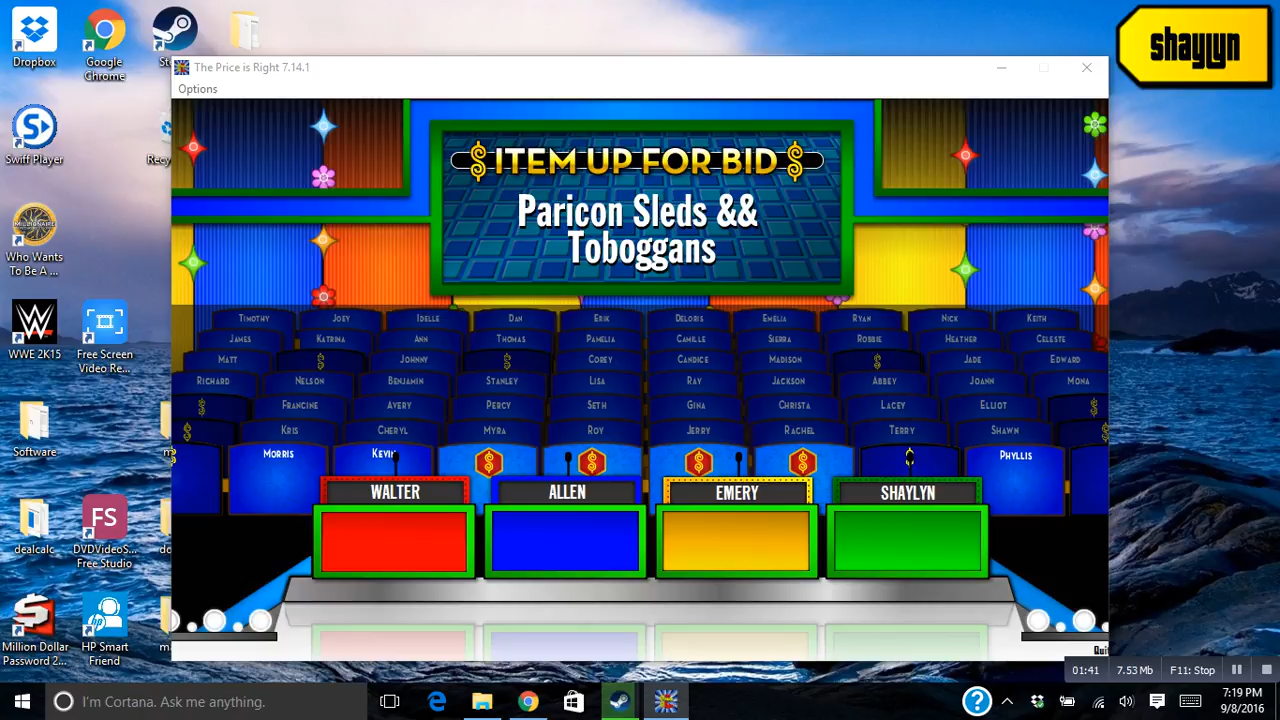 Dropbox
Google
Chrome
St
shaylyn
The Price is Right 7.14.1
Options
Swiff Player
Recy
ITEM UP FOR BID
Paricon Sleds &&
Toboggans
Who Wants
To Be A ...
WWE 2K15
Free Screen
Video Re...
TIMOTHY JOEY IDELLE DAN ERIK DELORIS EMELIA RYAN NICK KEITH
JAMES KATRINA ANN THOMAS PAMELIA CAMILLE SIERRA ROBBIE HEATHER CELESTE
MATT JOHNNY COREY CANDICE MADISON JADE EDWARD
RICHARD NELSON BENJAMIN STANLEY LISA RAY JACKSON ABBEY JOANN MONA
FRANCINE AVERY PERCY SETH GINA CHRISTA LACEY ELLIOT
KRIS CHERYL MYRA ROY JERRY RACHEL TERRY SHAWN
MORRIS KEVIN PHYLLIS
WALTER ALLEN EMERY SHAYLYN
Software
dealcalc
DVDVideoS...
Free Studio
Million Dollar
Password 2...
HP Smart
Friend
Qui
01:41 7.53 Mb F11: Stop
I'm Cortana. Ask me anything.
7:19 PM
9/8/2016